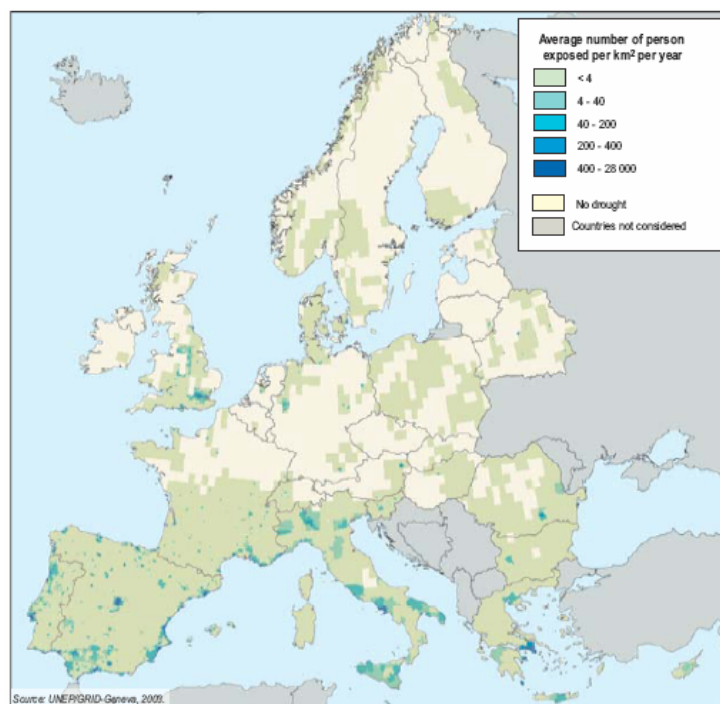 Average number of person
exposed per km² per year
< 4
4 - 40
40 - 200
200 - 400
400 - 28 000
No drought
Countries not considered
Source: UNEP/GRID-Geneva, 2003.